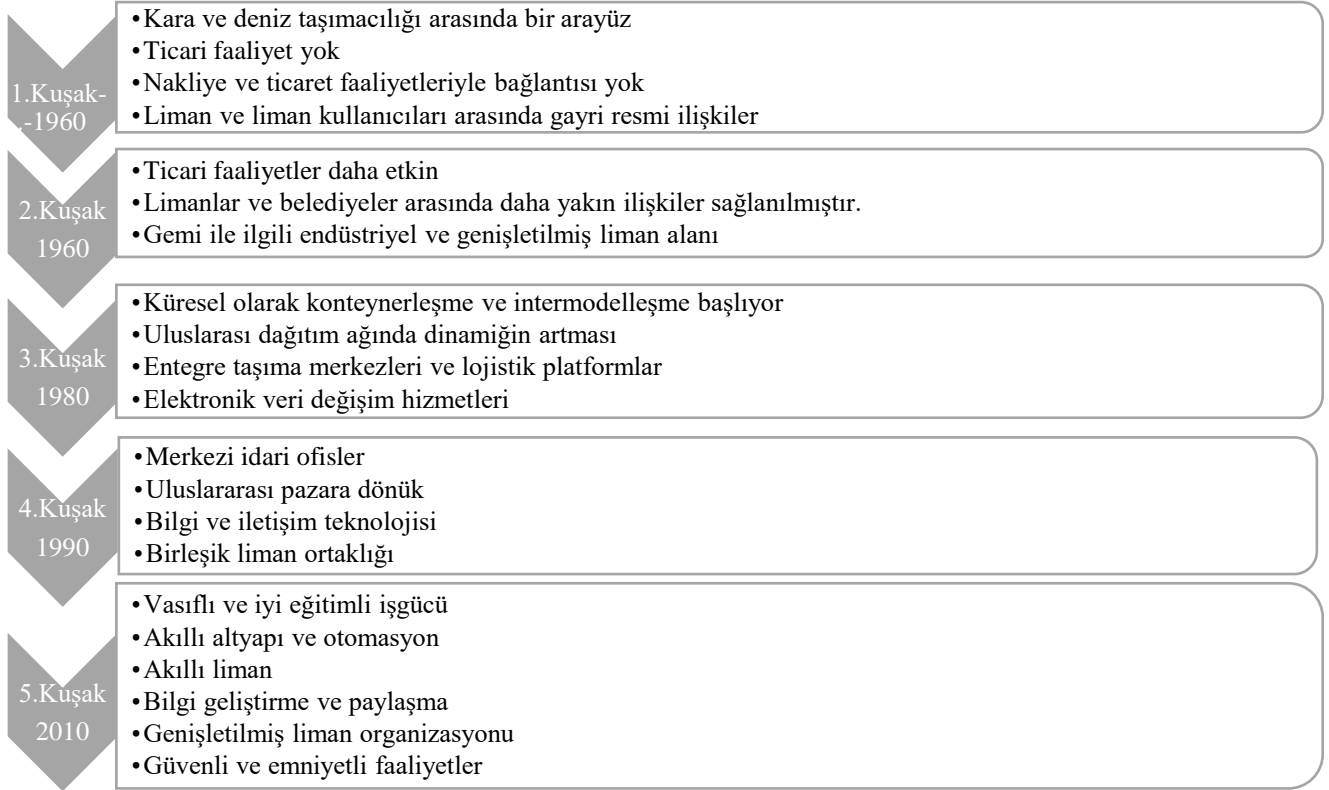 1.Kuşak-
.-1960
•Kara ve deniz taşımacılığı arasında bir arayüz
•Ticari faaliyet yok
•Nakliye ve ticaret faaliyetleriyle bağlantısı yok
•Liman ve liman kullanıcıları arasında gayri resmi ilişkiler
2.Kuşak
1960
•Ticari faaliyetler daha etkin
•Limanlar ve belediyeler arasında daha yakın ilişkiler sağlanılmıştır.
•Gemi ile ilgili endüstriyel ve genişletilmiş liman alanı
3.Kuşak
1980
•Küresel olarak konteynerleşme ve intermodelleşme başlıyor
•Uluslarası dağıtım ağında dinamiğin artması
•Entegre taşıma merkezleri ve lojistik platformlar
•Elektronik veri değişim hizmetleri
4.Kuşak
1990
•Merkezi idari ofisler
•Uluslararası pazara dönük
•Bilgi ve iletişim teknolojisi
•Birleşik liman ortaklığı
5.Kuşak
2010
•Vasıflı ve iyi eğitimli işgücü
•Akıllı altyapı ve otomasyon
•Akıllı liman
•Bilgi geliştirme ve paylaşma
•Genişletilmiş liman organizasyonu
•Güvenli ve emniyetli faaliyetler